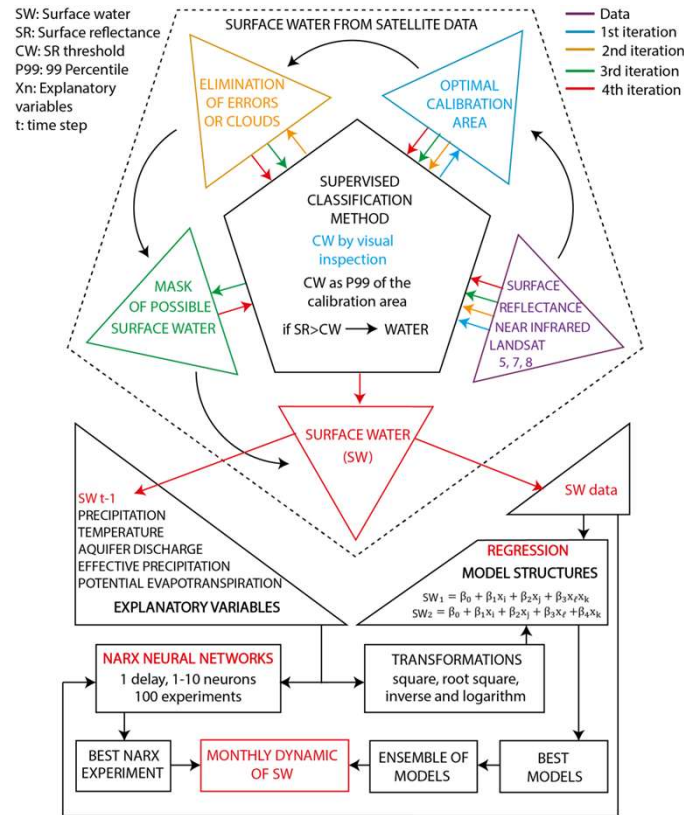 SW: Surface water
SR: Surface reflectance
CW: SR threshold
P99: 99 Percentile
Xn: Explanatory
variables
t: time step
SURFACE WATER FROM SATELLITE DATA
Data
1st iteration
2nd iteration
3rd iteration
4th iteration
ELIMINATION
OF ERRORS
OR CLOUDS
OPTIMAL
CALIBRATION
AREA
SUPERVISED
CLASSIFICATION
METHOD
CW by visual
inspection
CW as P99 of the
calibration area
if SR>CW WATER
MASK
OF POSSIBLE
SURFACE WATER
SURFACE
REFLECTANCE
NEAR INFRARED
LANDSAT
5, 7, 8
SURFACE WATER
(SW)
SW t-1
PRECIPITATION
TEMPERATURE
AQUIFER DISCHARGE
EFFECTIVE PRECIPITATION
POTENTIAL EVAPOTRANSPIRATION
EXPLANATORY VARIABLES
SW data
REGRESSION
MODEL STRUCTURES
SW₁ = β₀ + β₁xᵢ + β₂xⱼ + β₃xℓxₖ
SW₂ = β₀ + β₁xᵢ + β₂xⱼ + β₃xℓ +β₄xₖ
NARX NEURAL NETWORKS
1 delay, 1-10 neurons
100 experiments
TRANSFORMATIONS
square, root square,
inverse and logarithm
BEST NARX
EXPERIMENT
MONTHLY DYNAMIC
OF SW
ENSEMBLE OF
MODELS
BEST
MODELS